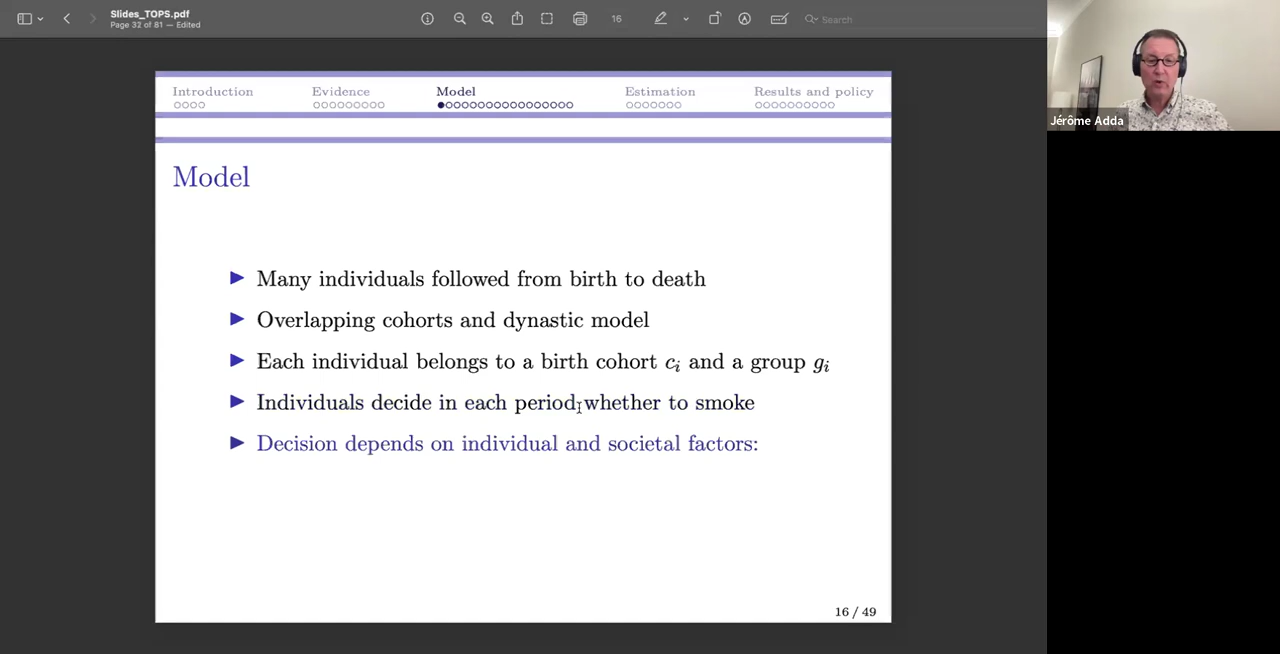 Slides_TOPS.pdf
Page 32 of 81 — Edited
16
Search
Introduction
Evidence
Model
Estimation
Results and policy
Model
Many individuals followed from birth to death
Overlapping cohorts and dynastic model
Each individual belongs to a birth cohort cᵢ and a group gᵢ
Individuals decide in each period whether to smoke
Decision depends on individual and societal factors:
16 / 49
Jérôme Adda